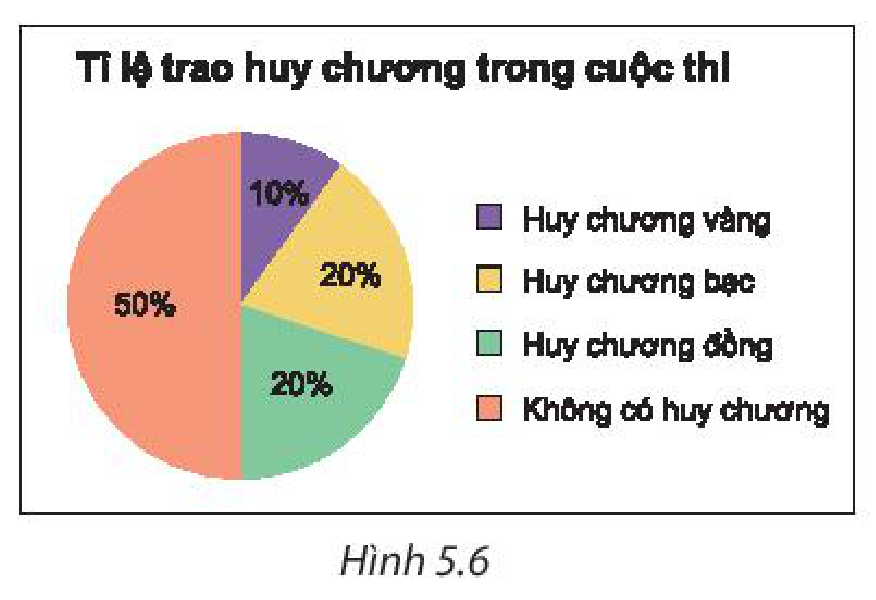 Tỉ lệ trao huy chương trong cuộc thi
10%
20%
50%
20%
Huy chương vàng
Huy chương bạc
Huy chương đồng
Không có huy chương
Hình 5.6